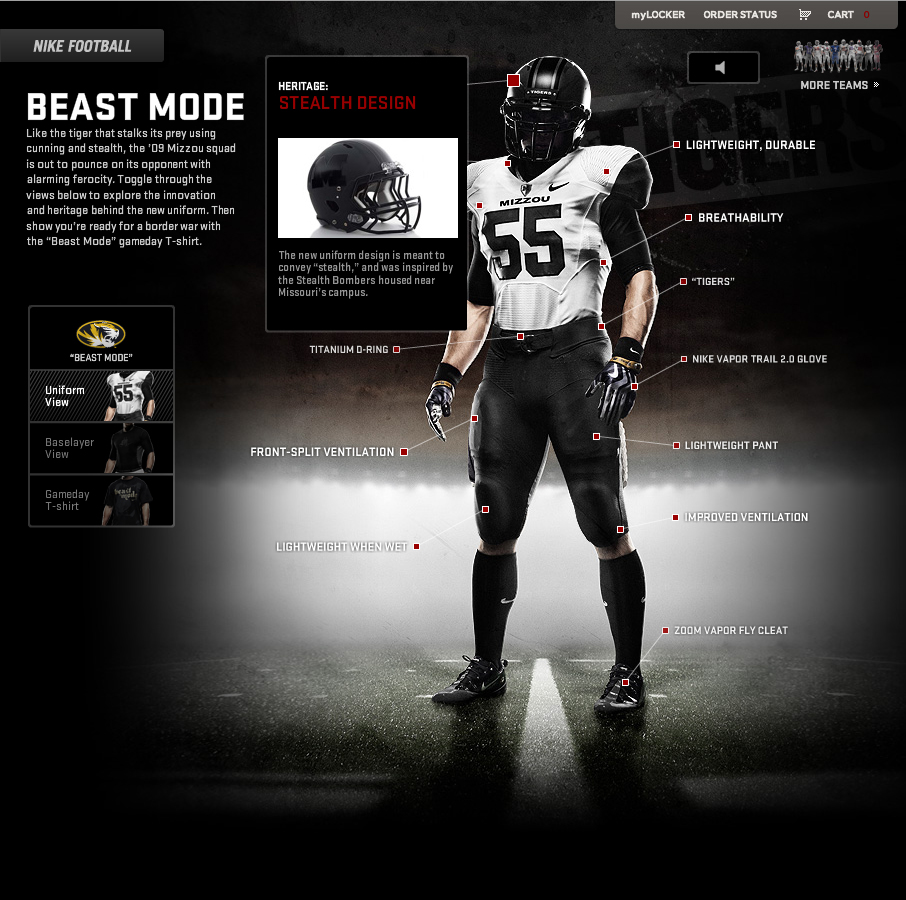 myLOCKER
ORDER STATUS
CART
0
NIKE FOOTBALL
MORE TEAMS »
BEAST MODE
Like the tiger that stalks its prey using
cunning and stealth, the '09 Mizzou squad
is out to pounce on its opponent with
alarming ferocity. Toggle through the
views below to explore the innovation
and heritage behind the new uniform. Then
show you're ready for a border war with
the “Beast Mode” gameday T-shirt.
HERITAGE:
STEALTH DESIGN
The new uniform design is meant to
convey “stealth,” and was inspired by
the Stealth Bombers housed near
Missouri's campus.
TIGERS
TIGERS
MIZZOU
55
LIGHTWEIGHT, DURABLE
BREATHABILITY
“TIGERS”
TITANIUM D-RING
NIKE VAPOR TRAIL 2.0 GLOVE
FRONT-SPLIT VENTILATION
LIGHTWEIGHT PANT
IMPROVED VENTILATION
LIGHTWEIGHT WHEN WET
ZOOM VAPOR FLY CLEAT
“BEAST MODE”
Uniform
View
55
Baselayer
View
Gameday
T-shirt
beast
mode